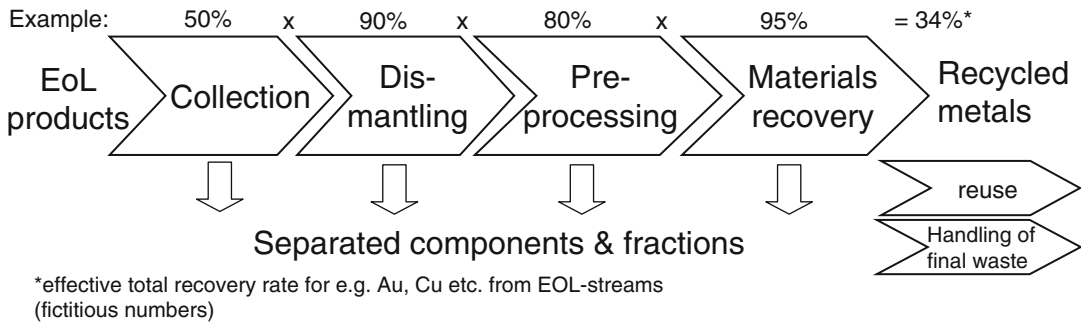 Example: 50% x 90% x 80% x 95% = 34%*
EoL
products
Collection
Dis-
mantling
Pre-
processing
Materials
recovery
Recycled
metals
reuse
Handling of
final waste
Separated components & fractions
*effective total recovery rate for e.g. Au, Cu etc. from EOL-streams
(fictitious numbers)